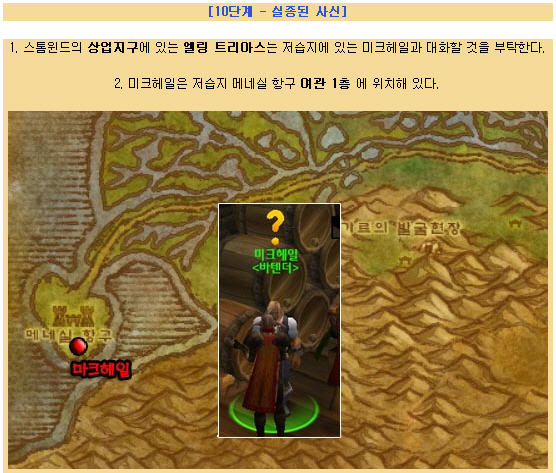 [10단계 - 실종된 사신]
1. 스톰윈드의 상업지구에 있는 엘링 트리아스는 저습지에 있는 미크헤일과 대화할 것을 부탁한다.
2. 미크헤일은 저습지 메네실 항구 여관 1층 에 위치해 있다.
?
미크헤일
<바텐더>
기르의 발굴현장
메네실 항구
마크헤일